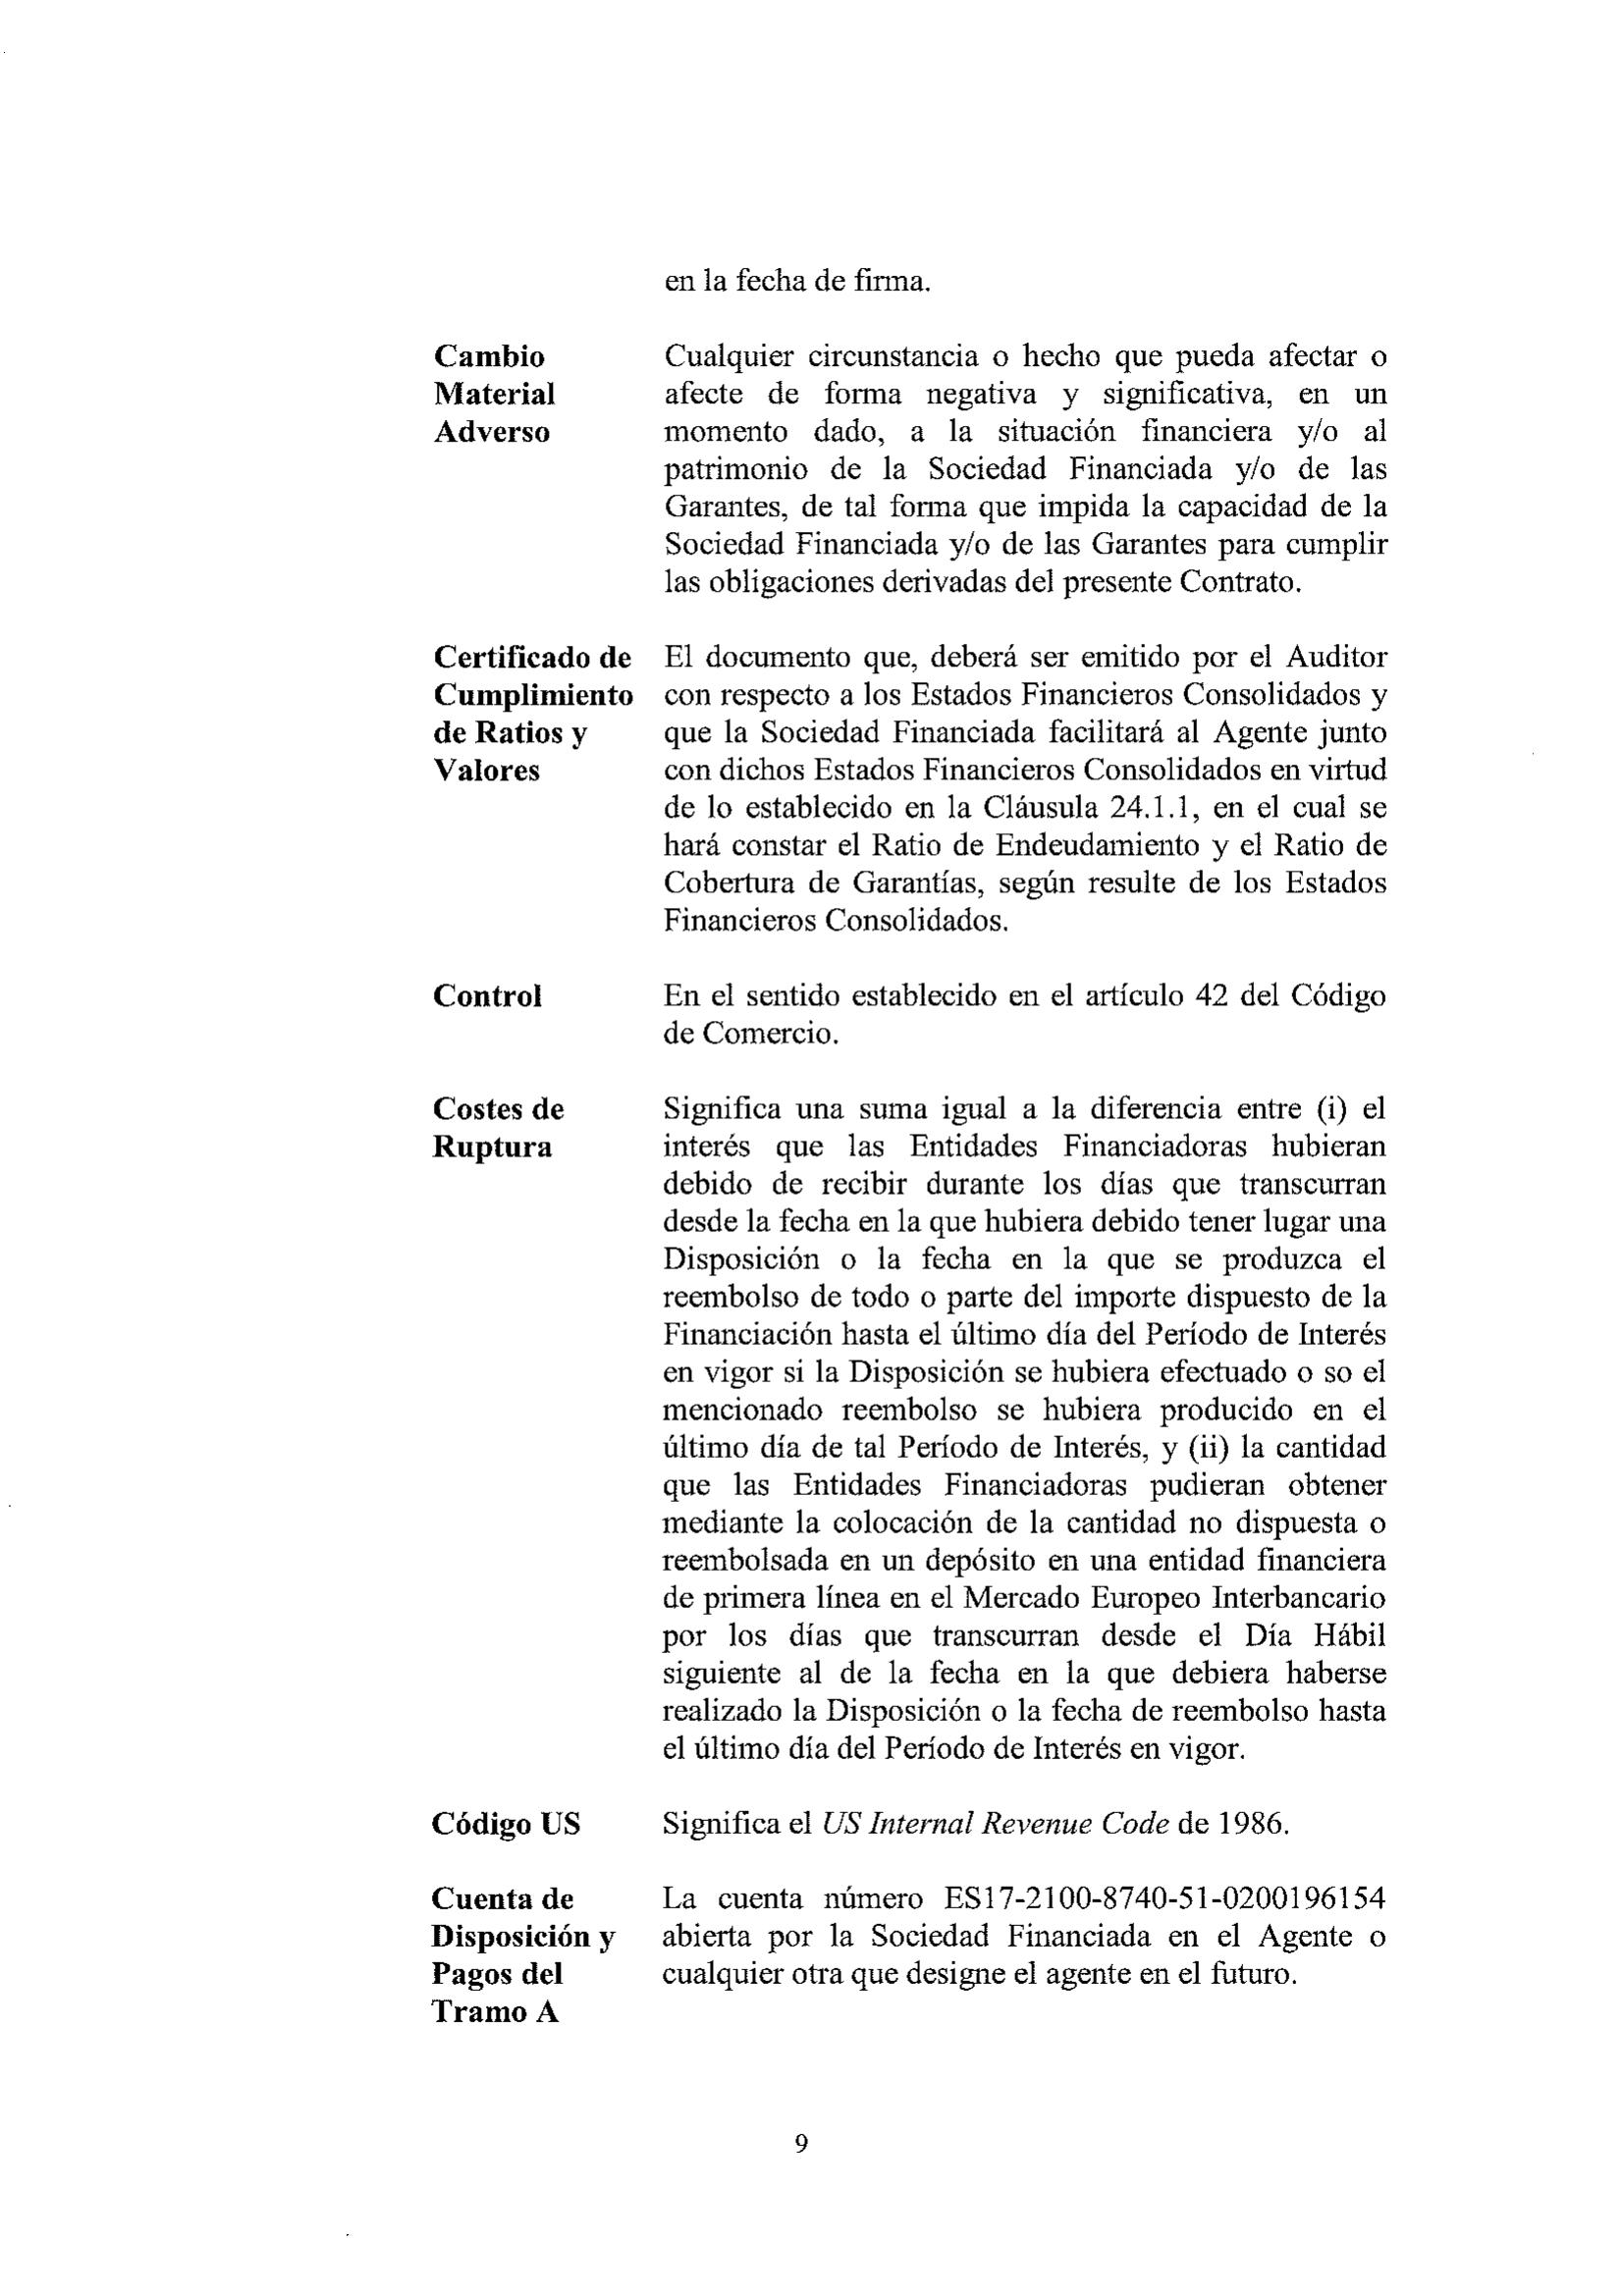 en la fecha de firma.
Cambio
Material
Adverso
Cualquier circunstancia o hecho que pueda afectar o
afecte de forma negativa y significativa, en un
momento dado, a la situación financiera y/o al
patrimonio de la Sociedad Financiada y/o de las
Garantes, de tal forma que impida la capacidad de la
Sociedad Financiada y/o de las Garantes para cumplir
las obligaciones derivadas del presente Contrato.
Certificado de
Cumplimiento
de Ratios y
Valores
El documento que, deberá ser emitido por el Auditor
con respecto a los Estados Financieros Consolidados y
que la Sociedad Financiada facilitará al Agente junto
con dichos Estados Financieros Consolidados en virtud
de lo establecido en la Cláusula 24.1.1, en el cual se
hará constar el Ratio de Endeudamiento y el Ratio de
Cobertura de Garantías, según resulte de los Estados
Financieros Consolidados.
Control
En el sentido establecido en el artículo 42 del Código
de Comercio.
Costes de
Ruptura
Significa una suma igual a la diferencia entre (i) el
interés que las Entidades Financiadoras hubieran
debido de recibir durante los días que transcurran
desde la fecha en la que hubiera debido tener lugar una
Disposición o la fecha en la que se produzca el
reembolso de todo o parte del importe dispuesto de la
Financiación hasta el último día del Período de Interés
en vigor si la Disposición se hubiera efectuado o so el
mencionado reembolso se hubiera producido en el
último día de tal Período de Interés, y (ii) la cantidad
que las Entidades Financiadoras pudieran obtener
mediante la colocación de la cantidad no dispuesta o
reembolsada en un depósito en una entidad financiera
de primera línea en el Mercado Europeo Interbancario
por los días que transcurran desde el Día Hábil
siguiente al de la fecha en la que debiera haberse
realizado la Disposición o la fecha de reembolso hasta
el último día del Período de Interés en vigor.
Código US
Significa el US Internal Revenue Code de 1986.
Cuenta de
Disposición y
Pagos del
Tramo A
La cuenta número ES17-2100-8740-51-0200196154
abierta por la Sociedad Financiada en el Agente o
cualquier otra que designe el agente en el futuro.
9